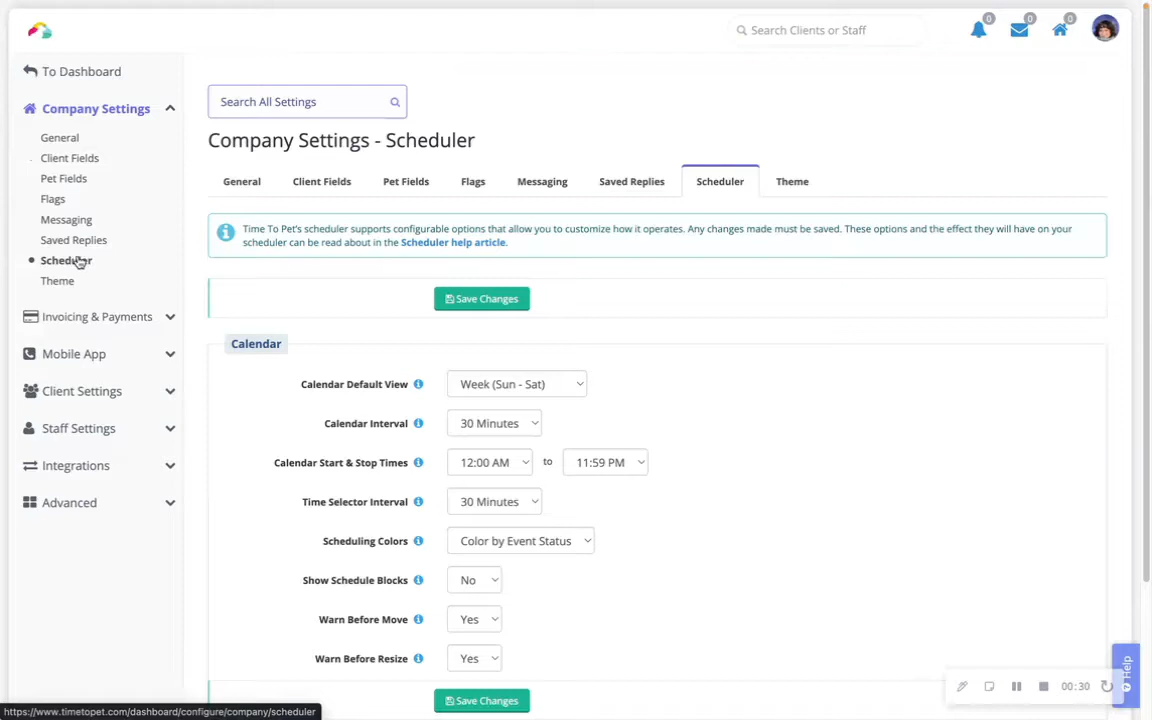 Search Clients or Staff
0
0
0
To Dashboard
Company Settings
General
Client Fields
Pet Fields
Flags
Messaging
Saved Replies
Scheduler
Theme
Invoicing & Payments
Mobile App
Client Settings
Staff Settings
Integrations
Advanced
Search All Settings
Company Settings - Scheduler
General Client Fields Pet Fields Flags Messaging Saved Replies Scheduler Theme
Time To Pet's scheduler supports configurable options that allow you to customize how it operates. Any changes made must be saved. These options and the effect they will have on your
scheduler can be read about in the Scheduler help article.
Save Changes
Calendar
Calendar Default View Week (Sun - Sat)
Calendar Interval 30 Minutes
Calendar Start & Stop Times 12:00 AM to 11:59 PM
Time Selector Interval 30 Minutes
Scheduling Colors Color by Event Status
Show Schedule Blocks No
Warn Before Move Yes
Warn Before Resize Yes
Save Changes
Help
00:30
https://www.timetopet.com/dashboard/configure/company/scheduler